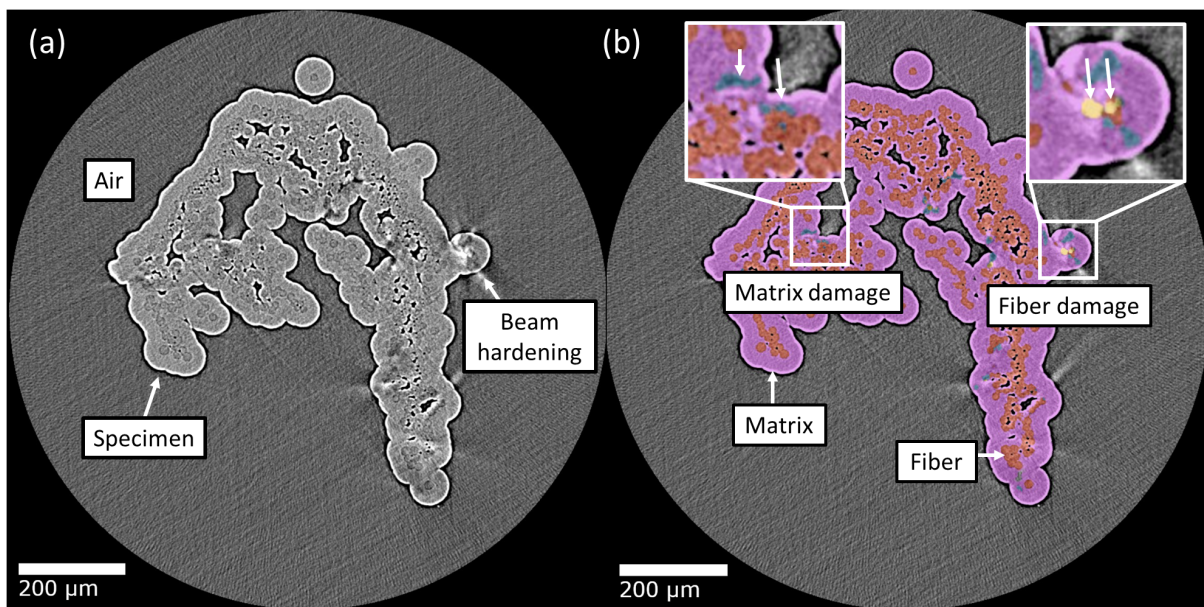 (a)
Air
Beam
hardening
Specimen
200 μm
(b)
Matrix damage
Fiber damage
Matrix
Fiber
200 μm